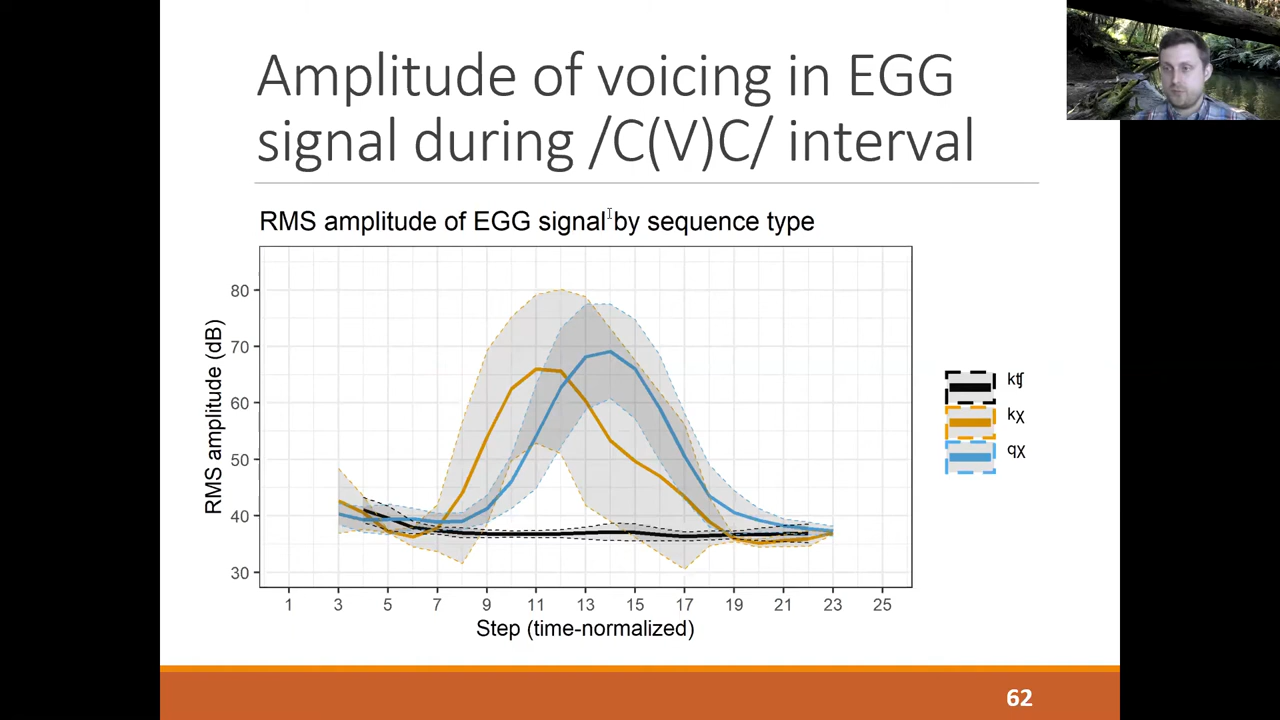 Amplitude of voicing in EGG
signal during /C(V)C/ interval
RMS amplitude of EGG signal by sequence type
RMS amplitude (dB)
80
70
60
50
40
30
1 3 5 7 9 11 13 15 17 19 21 23 25
Step (time-normalized)
kʧ
kχ
qχ
62